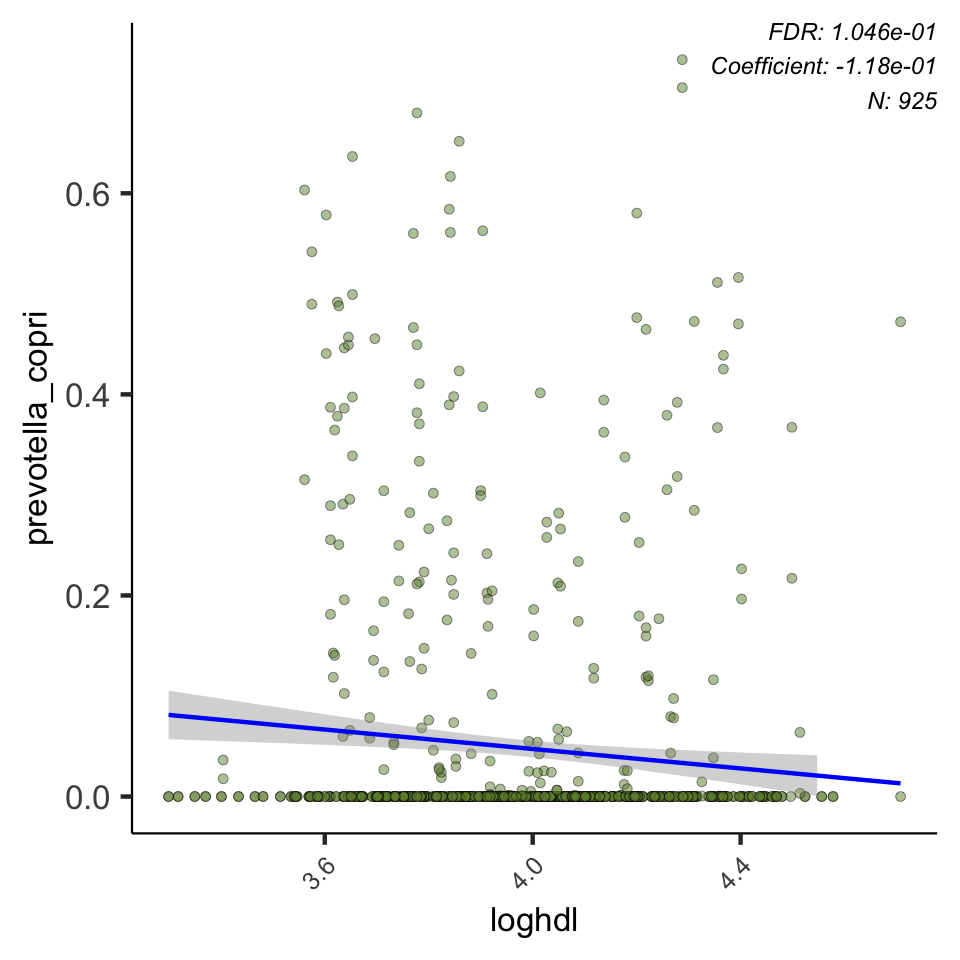 FDR: 1.046e-01
Coefficient: -1.18e-01
N: 925
prevotella_copri
0.6
0.4
0.2
0.0
3.6 4.0 4.4
loghdl